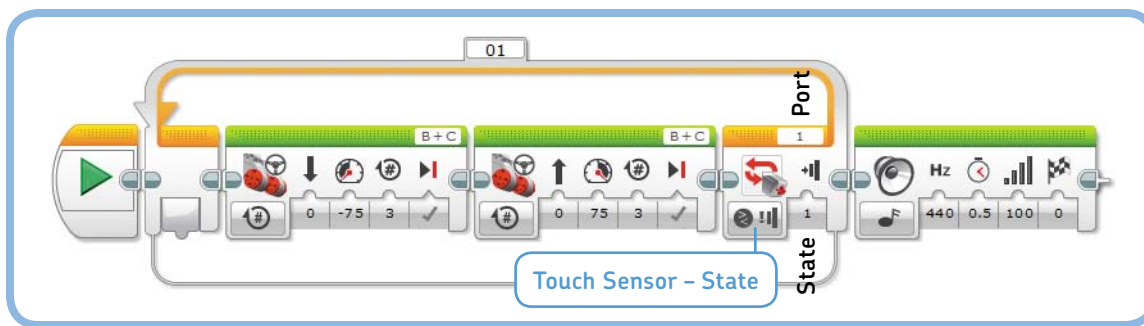 01
Port
B + C
B + C
1
#
#
Hz
#
0 -75 3
#
0 75 3
1
440 0.5 100 0
Touch Sensor – State
State